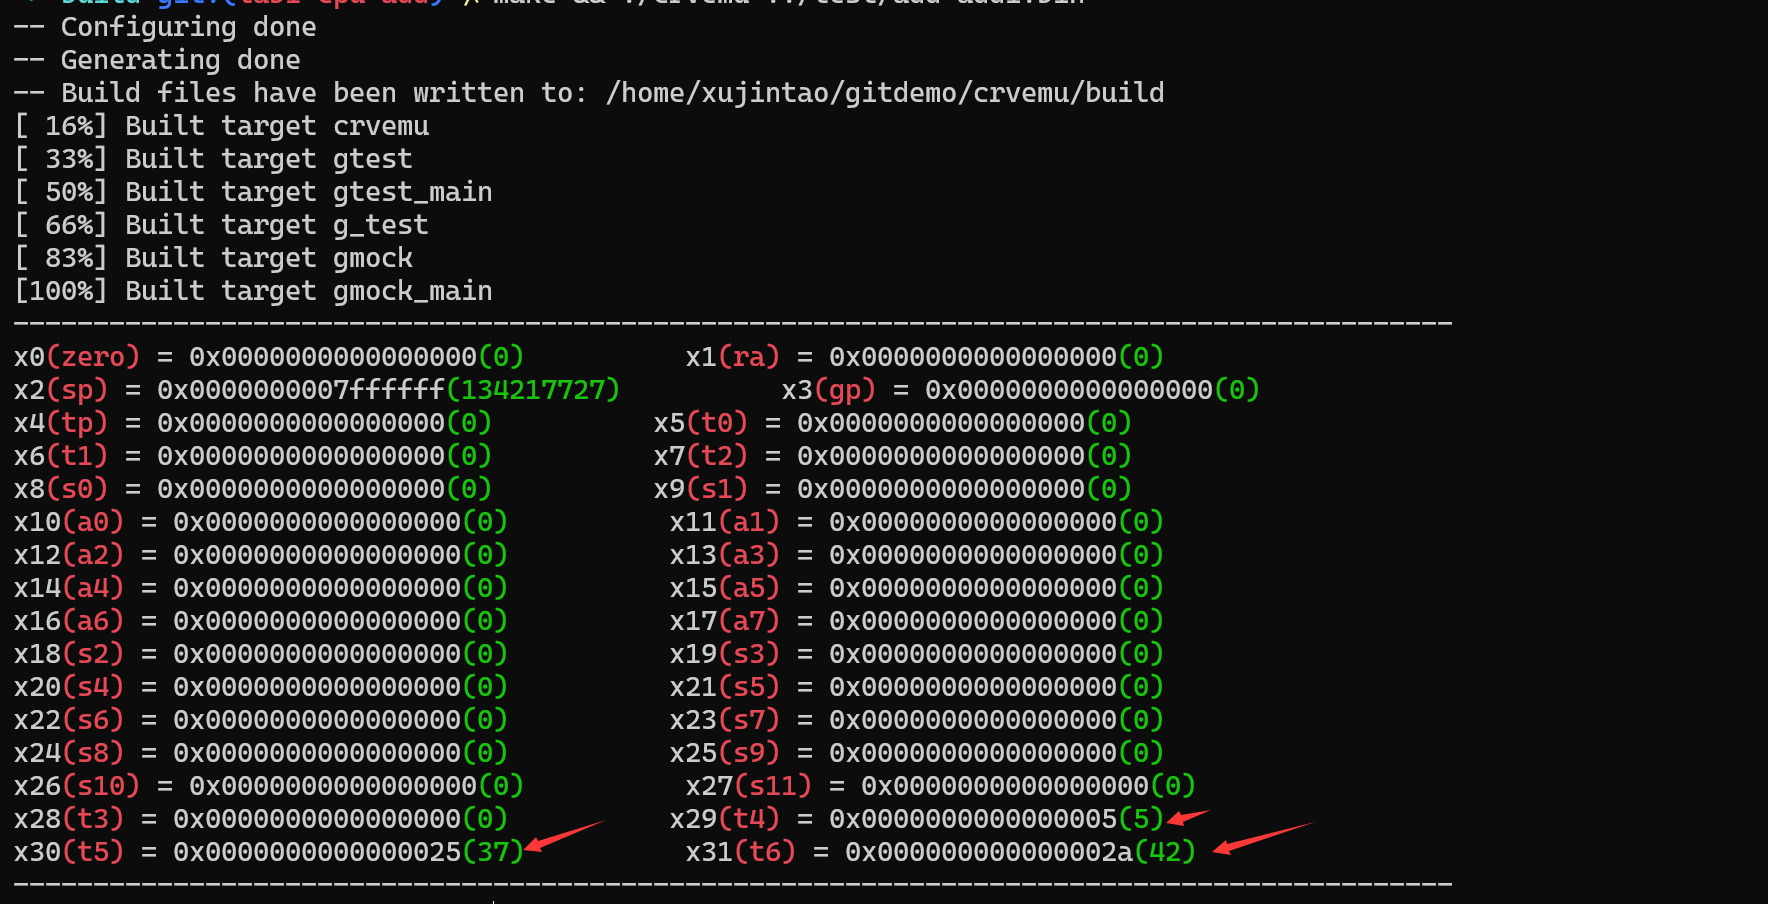 -- Configuring done
-- Generating done
-- Build files have been written to: /home/xujintao/gitdemo/crvemu/build
[ 16%] Built target crvemu
[ 33%] Built target gtest
[ 50%] Built target gtest_main
[ 66%] Built target g_test
[ 83%] Built target gmock
[100%] Built target gmock_main
------------------------------------------------------------------------------------------
x0(zero) = 0x0000000000000000(0) x1(ra) = 0x0000000000000000(0)
x2(sp) = 0x0000000007ffffff(134217727) x3(gp) = 0x0000000000000000(0)
x4(tp) = 0x0000000000000000(0) x5(t0) = 0x0000000000000000(0)
x6(t1) = 0x0000000000000000(0) x7(t2) = 0x0000000000000000(0)
x8(s0) = 0x0000000000000000(0) x9(s1) = 0x0000000000000000(0)
x10(a0) = 0x0000000000000000(0) x11(a1) = 0x0000000000000000(0)
x12(a2) = 0x0000000000000000(0) x13(a3) = 0x0000000000000000(0)
x14(a4) = 0x0000000000000000(0) x15(a5) = 0x0000000000000000(0)
x16(a6) = 0x0000000000000000(0) x17(a7) = 0x0000000000000000(0)
x18(s2) = 0x0000000000000000(0) x19(s3) = 0x0000000000000000(0)
x20(s4) = 0x0000000000000000(0) x21(s5) = 0x0000000000000000(0)
x22(s6) = 0x0000000000000000(0) x23(s7) = 0x0000000000000000(0)
x24(s8) = 0x0000000000000000(0) x25(s9) = 0x0000000000000000(0)
x26(s10) = 0x0000000000000000(0) x27(s11) = 0x0000000000000000(0)
x28(t3) = 0x0000000000000000(0) x29(t4) = 0x0000000000000005(5)
x30(t5) = 0x0000000000000025(37) x31(t6) = 0x000000000000002a(42)
------------------------------------------------------------------------------------------